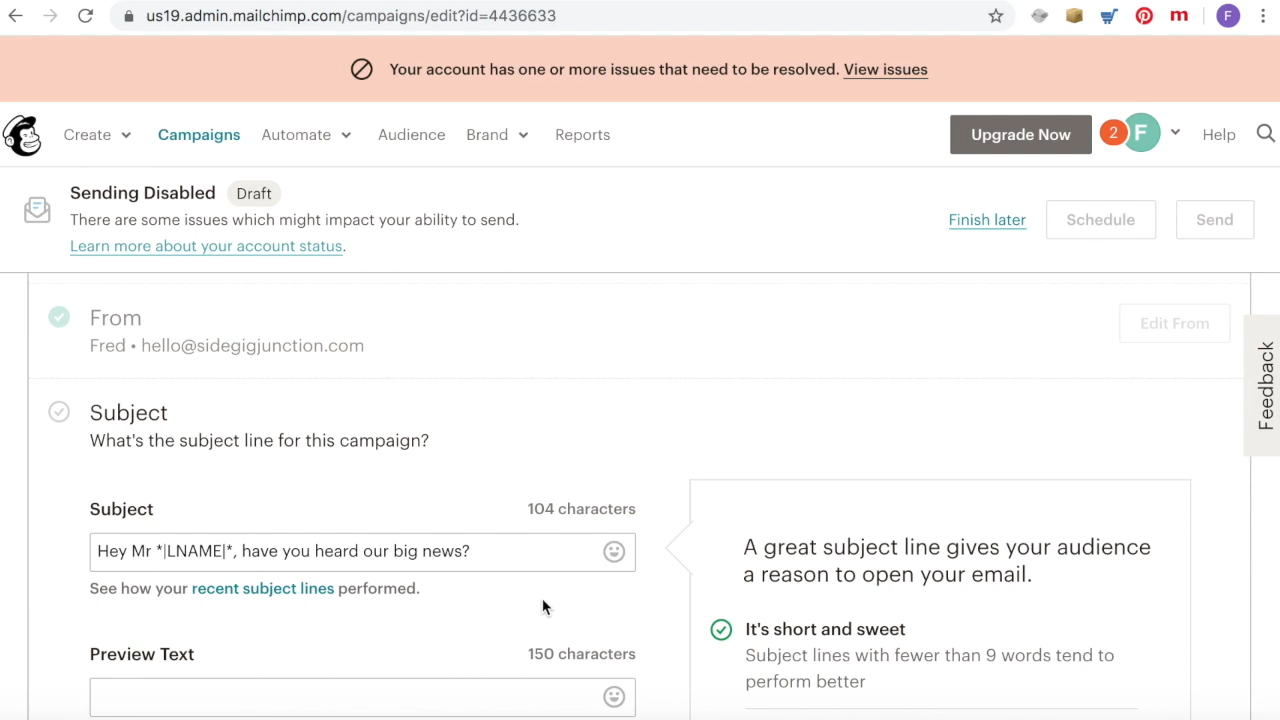 us19.admin.mailchimp.com/campaigns/edit?id=4436633
m
F
Your account has one or more issues that need to be resolved. View issues
Create
Campaigns
Automate
Audience
Brand
Reports
Upgrade Now
2
F
Help
Sending Disabled
Draft
There are some issues which might impact your ability to send.
Learn more about your account status.
Finish later
Schedule
Send
From
Fred • hello@sidegigjunction.com
Edit From
Feedback
Subject
What's the subject line for this campaign?
Subject
104 characters
Hey Mr *|LNAME|*, have you heard our big news?
See how your recent subject lines performed.
Preview Text
150 characters
A great subject line gives your audience
a reason to open your email.
It's short and sweet
Subject lines with fewer than 9 words tend to
perform better